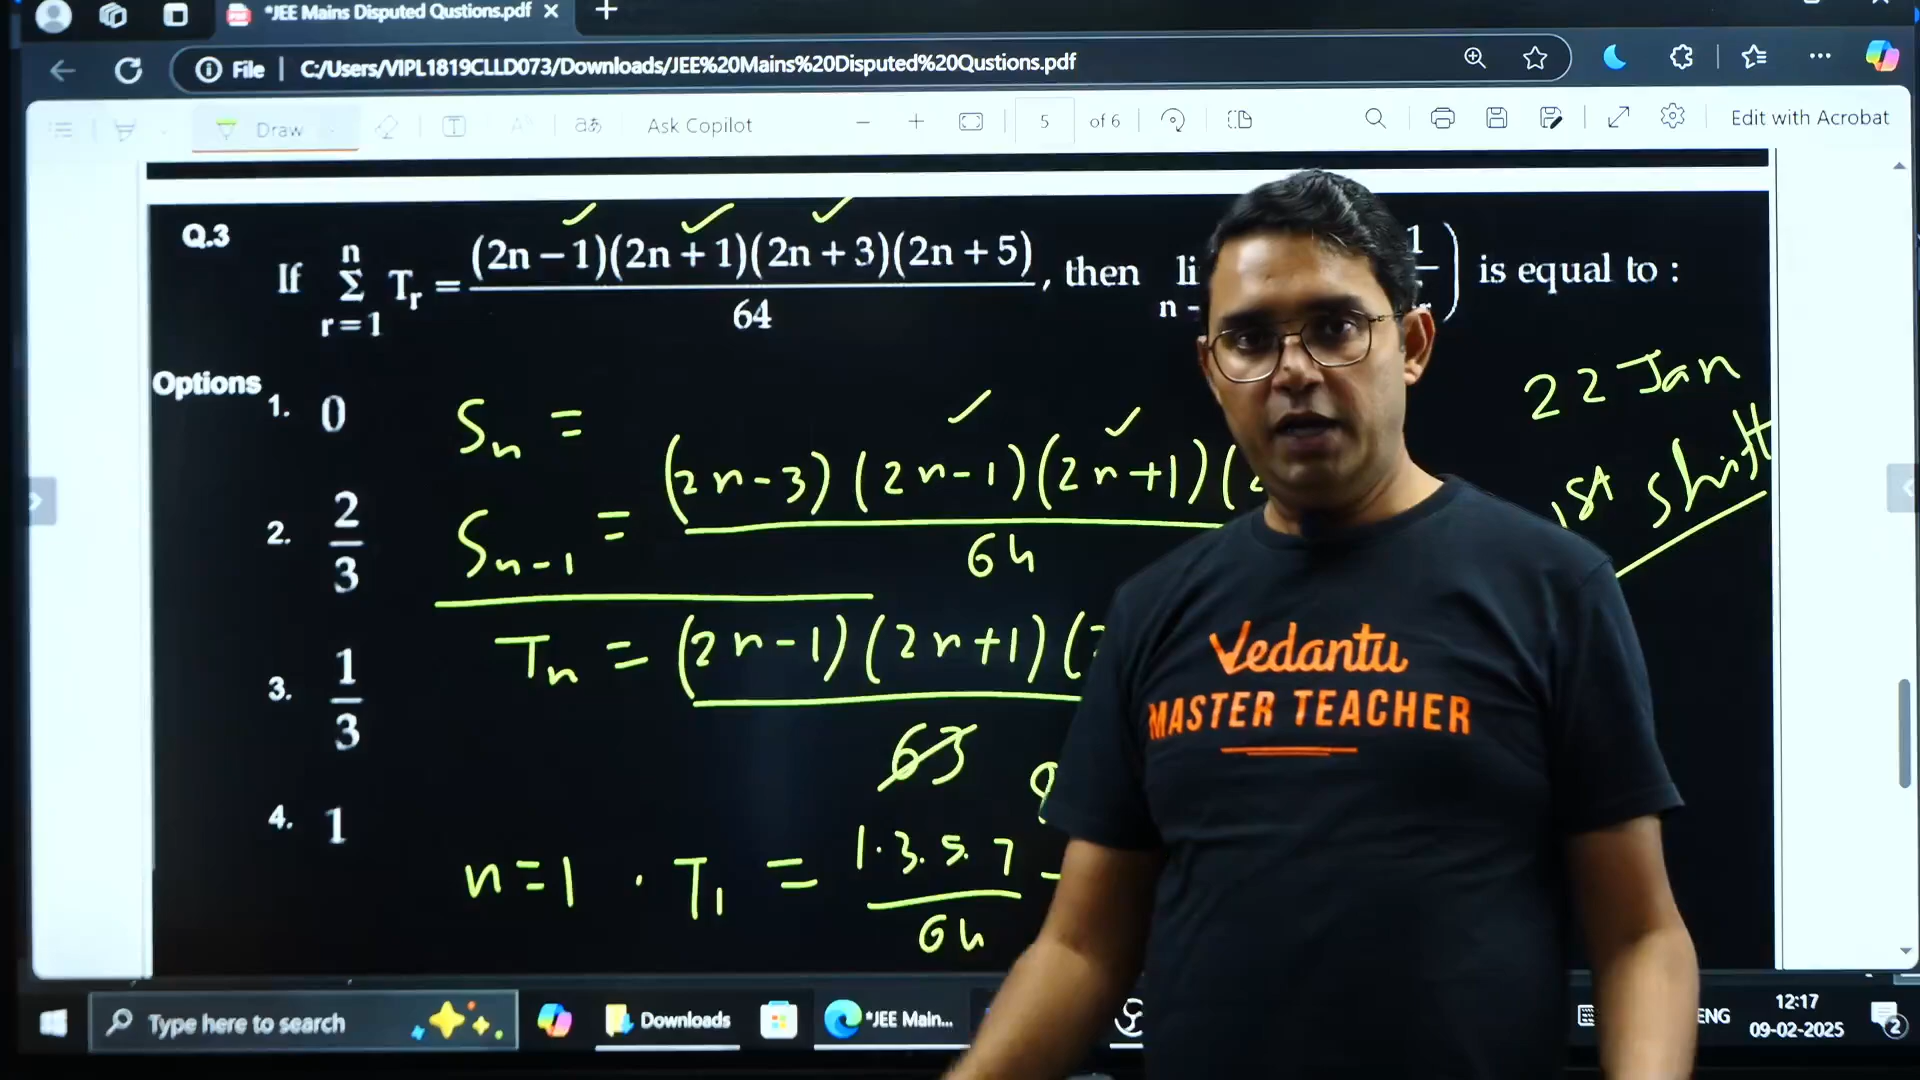 *JEE Mains Disputed Qustions.pdf
File | C:/Users/VIPL1819CLLD073/Downloads/JEE%20Mains%20Disputed%20Qustions.pdf
Draw Ask Copilot 5 of 6 Edit with Acrobat
Q.3
If \sum_{r=1}^{n} T_r = \frac{(2n-1)(2n+1)(2n+3)(2n+5)}{64}, then is equal to :
Options
1. 0
2. 2/3
3. 1/3
4. 1
22 Jan
1st shift
S_n =
S_{n-1} = (2n-3)(2n-1)(2n+1)(
64
T_n = (2n-1)(2n+1)(
63
n=1 . T_1 = 1.3.5.7
64
Vedantu
MASTER TEACHER
Type here to search
Downloads
*JEE Main...
ENG
12:17
09-02-2025
2